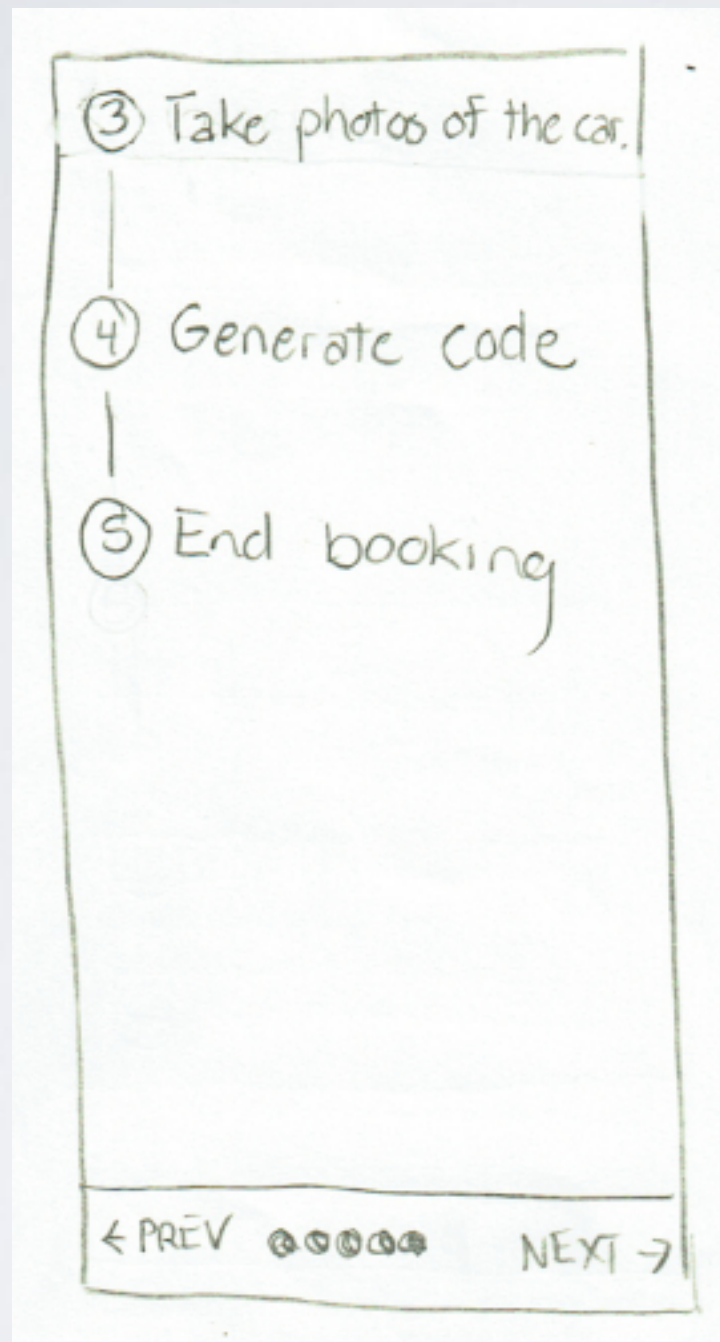 3 Take photos of the car.
4 Generate code
5 End booking
← PREV NEXT →